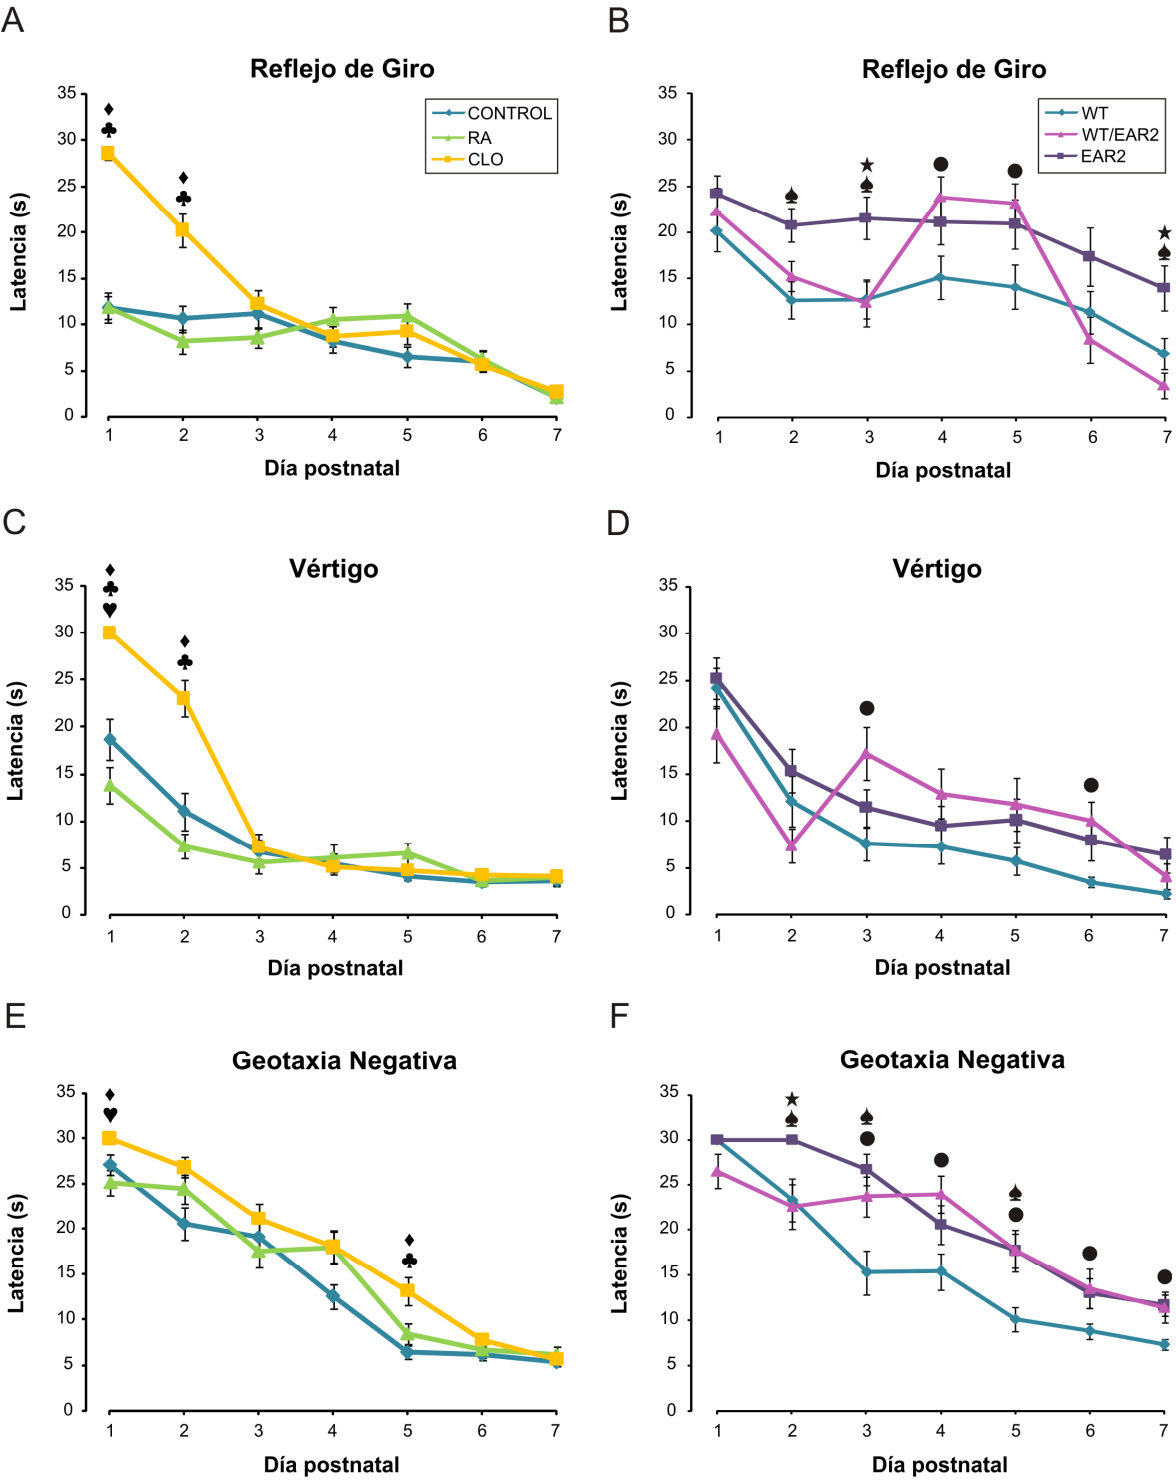 A
Reflejo de Giro
CONTROL
RA
CLO
Latencia (s)
35
30
25
20
15
10
5
0
1 2 3 4 5 6 7
Día postnatal
B
Reflejo de Giro
WT
WT/EAR2
EAR2
Latencia (s)
35
30
25
20
15
10
5
0
1 2 3 4 5 6 7
Día postnatal
C
Vértigo
Latencia (s)
35
30
25
20
15
10
5
0
1 2 3 4 5 6 7
Día postnatal
D
Vértigo
Latencia (s)
35
30
25
20
15
10
5
0
1 2 3 4 5 6 7
Día postnatal
E
Geotaxia Negativa
Latencia (s)
35
30
25
20
15
10
5
0
1 2 3 4 5 6 7
Día postnatal
F
Geotaxia Negativa
Latencia (s)
35
30
25
20
15
10
5
0
1 2 3 4 5 6 7
Día postnatal